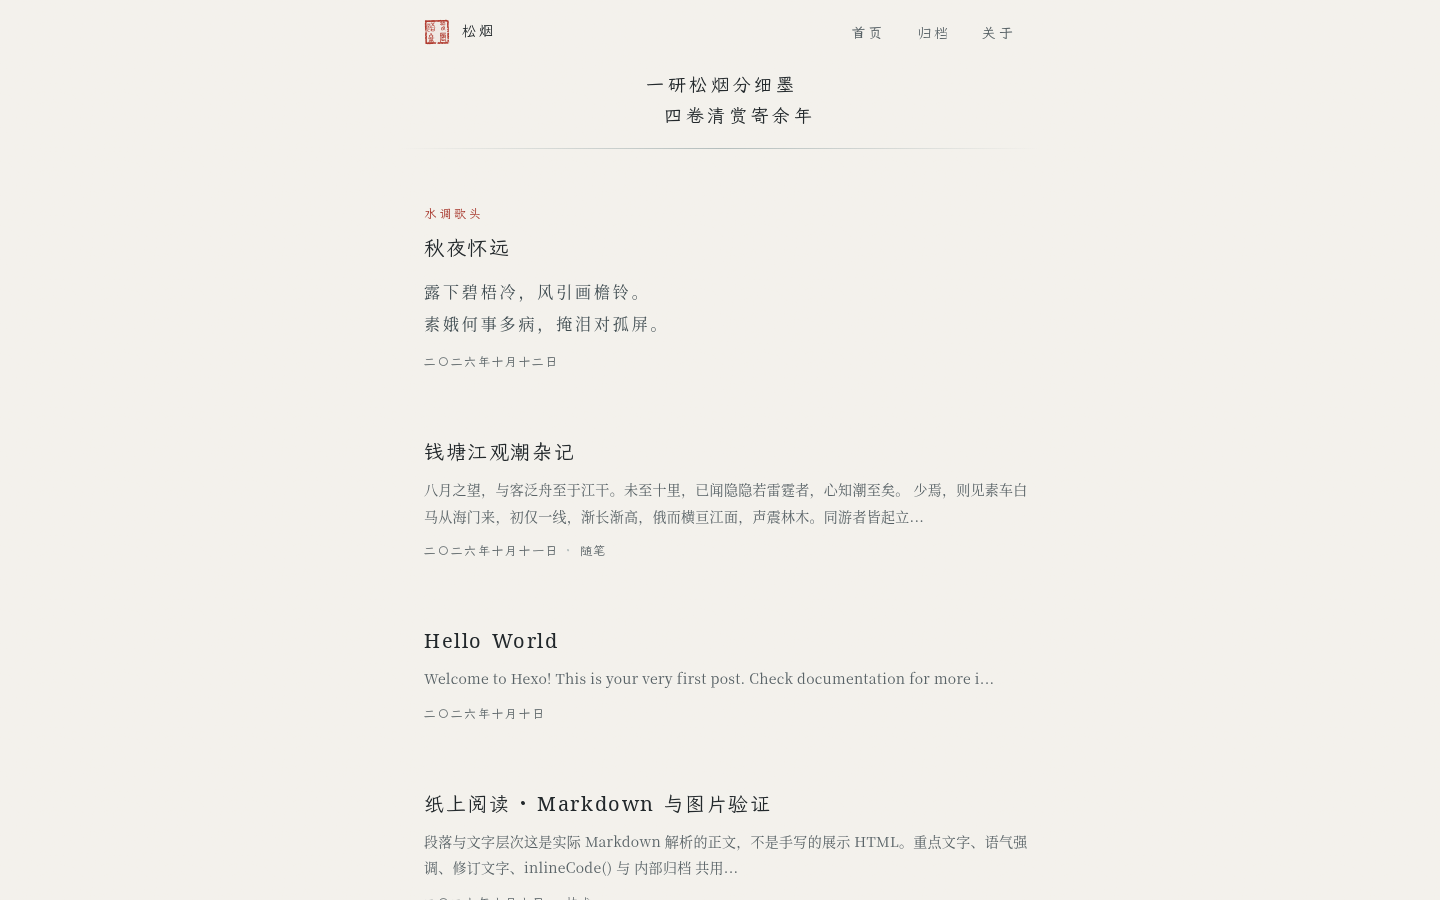 松烟
首页 归档 关于
一研松烟分细墨
四卷清赏寄余年
水调歌头
秋夜怀远
露下碧梧冷，风引画檐铃。
素娥何事多病，掩泪对孤屏。
二〇二六年十月十二日
钱塘江观潮杂记
八月之望，与客泛舟至于江干。未至十里，已闻隐隐若雷霆者，心知潮至矣。 少焉，则见素车白
马从海门来，初仅一线，渐长渐高，俄而横亘江面，声震林木。同游者皆起立...
二〇二六年十月十一日 · 随笔
Hello World
Welcome to Hexo! This is your very first post. Check documentation for more i...
二〇二六年十月十日
纸上阅读・Markdown 与图片验证
段落与文字层次这是实际 Markdown 解析的正文，不是手写的展示 HTML。重点文字、语气强
调、修订文字、inlineCode() 与 内部归档 共用...